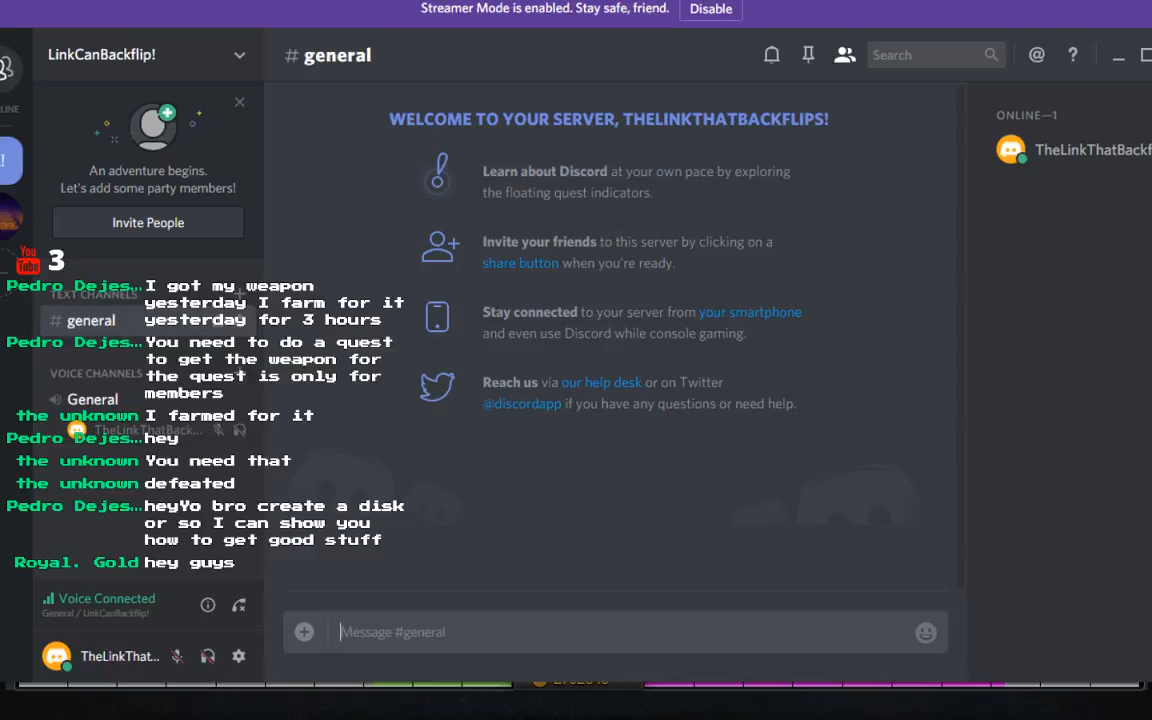 Streamer Mode is enabled. Stay safe, friend.
Disable
LinkCanBackflip!
# general
Search
LINE
An adventure begins.
Let's add some party members!
Invite People
WELCOME TO YOUR SERVER, THELINKTHATBACKFLIPS!
Learn about Discord at your own pace by exploring
the floating quest indicators.
Invite your friends to this server by clicking on a
share button when you're ready.
Stay connected to your server from your smartphone
and even use Discord while console gaming.
Reach us via our help desk or on Twitter
@discordapp if you have any questions or need help.
ONLINE—1
TheLinkThatBackf
You Tube 3
TEXT CHANNELS
# general
VOICE CHANNELS
General
TheLinkThatBack...
Pedro Dejes… I got my weapon
yesterday I farm for it
yesterday for 3 hours
Pedro Dejes… You need to do a quest
to get the weapon for
the quest is only for
members
the unknown I farmed for it
Pedro Dejes… hey
the unknown You need that
the unknown defeated
Pedro Dejes… heyYo bro create a disk
or so I can show you
how to get good stuff
Royal. Gold hey guys
Voice Connected
General / LinkCanBackflip!
TheLinkThat...
Message #general